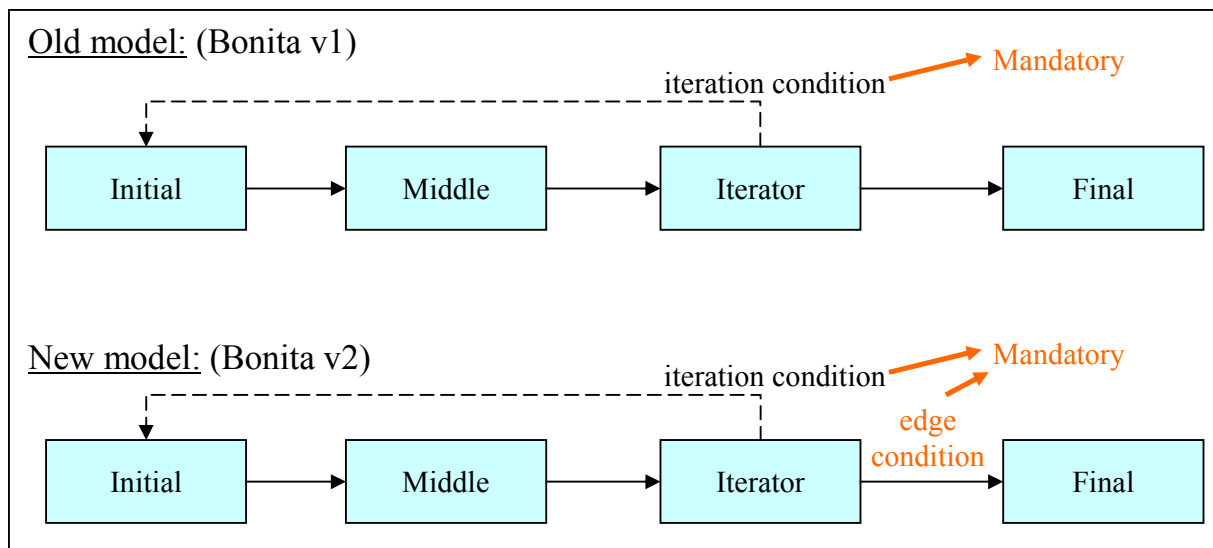 Old model: (Bonita v1)
Mandatory
iteration condition
Initial
Middle
Iterator
Final
New model: (Bonita v2)
Mandatory
iteration condition
edge
condition
Initial
Middle
Iterator
Final